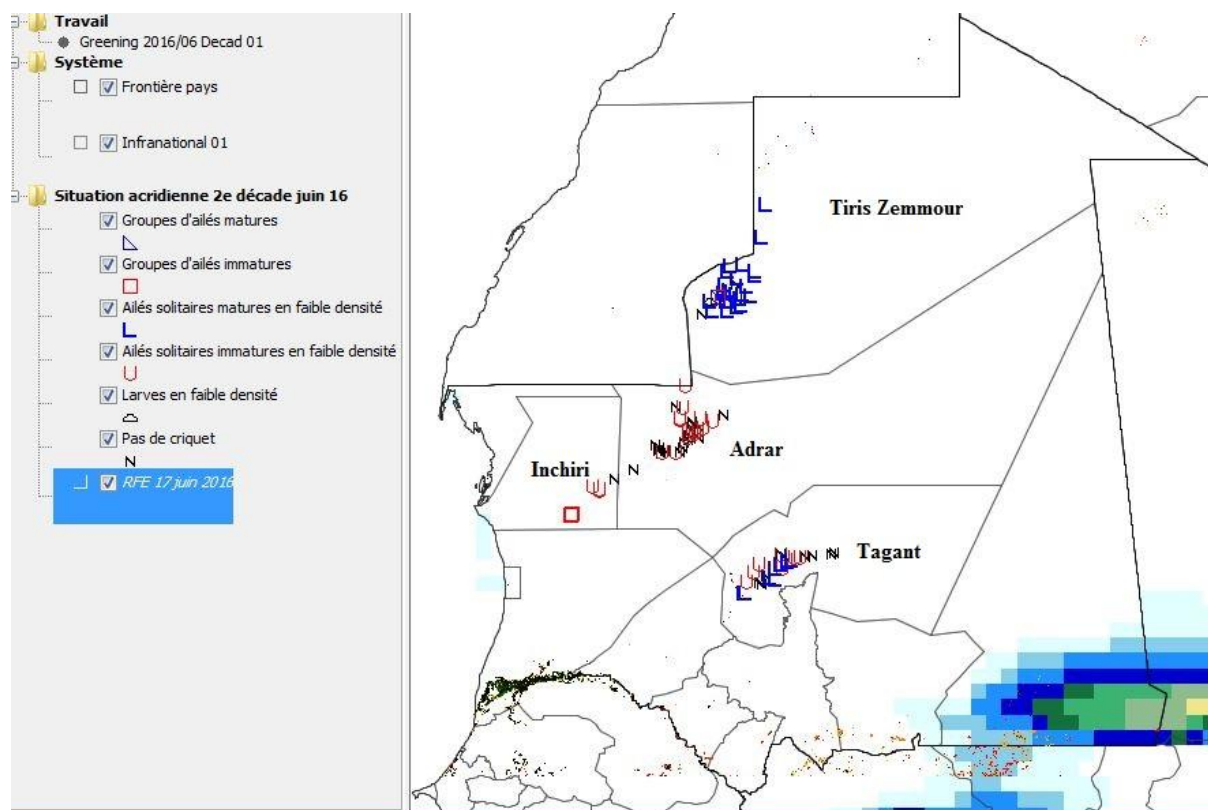 Travail
Greening 2016/06 Decad 01
Système
Frontière pays
Infranational 01
Situation acridienne 2e décade juin 16
Groupes d'ailés matures
Groupes d'ailés immatures
Ailés solitaires matures en faible densité
Ailés solitaires immatures en faible densité
Larves en faible densité
Pas de criquet
N
RFE 17 juin 2016
Tiris Zemmour
Adrar
Inchiri
Tagant